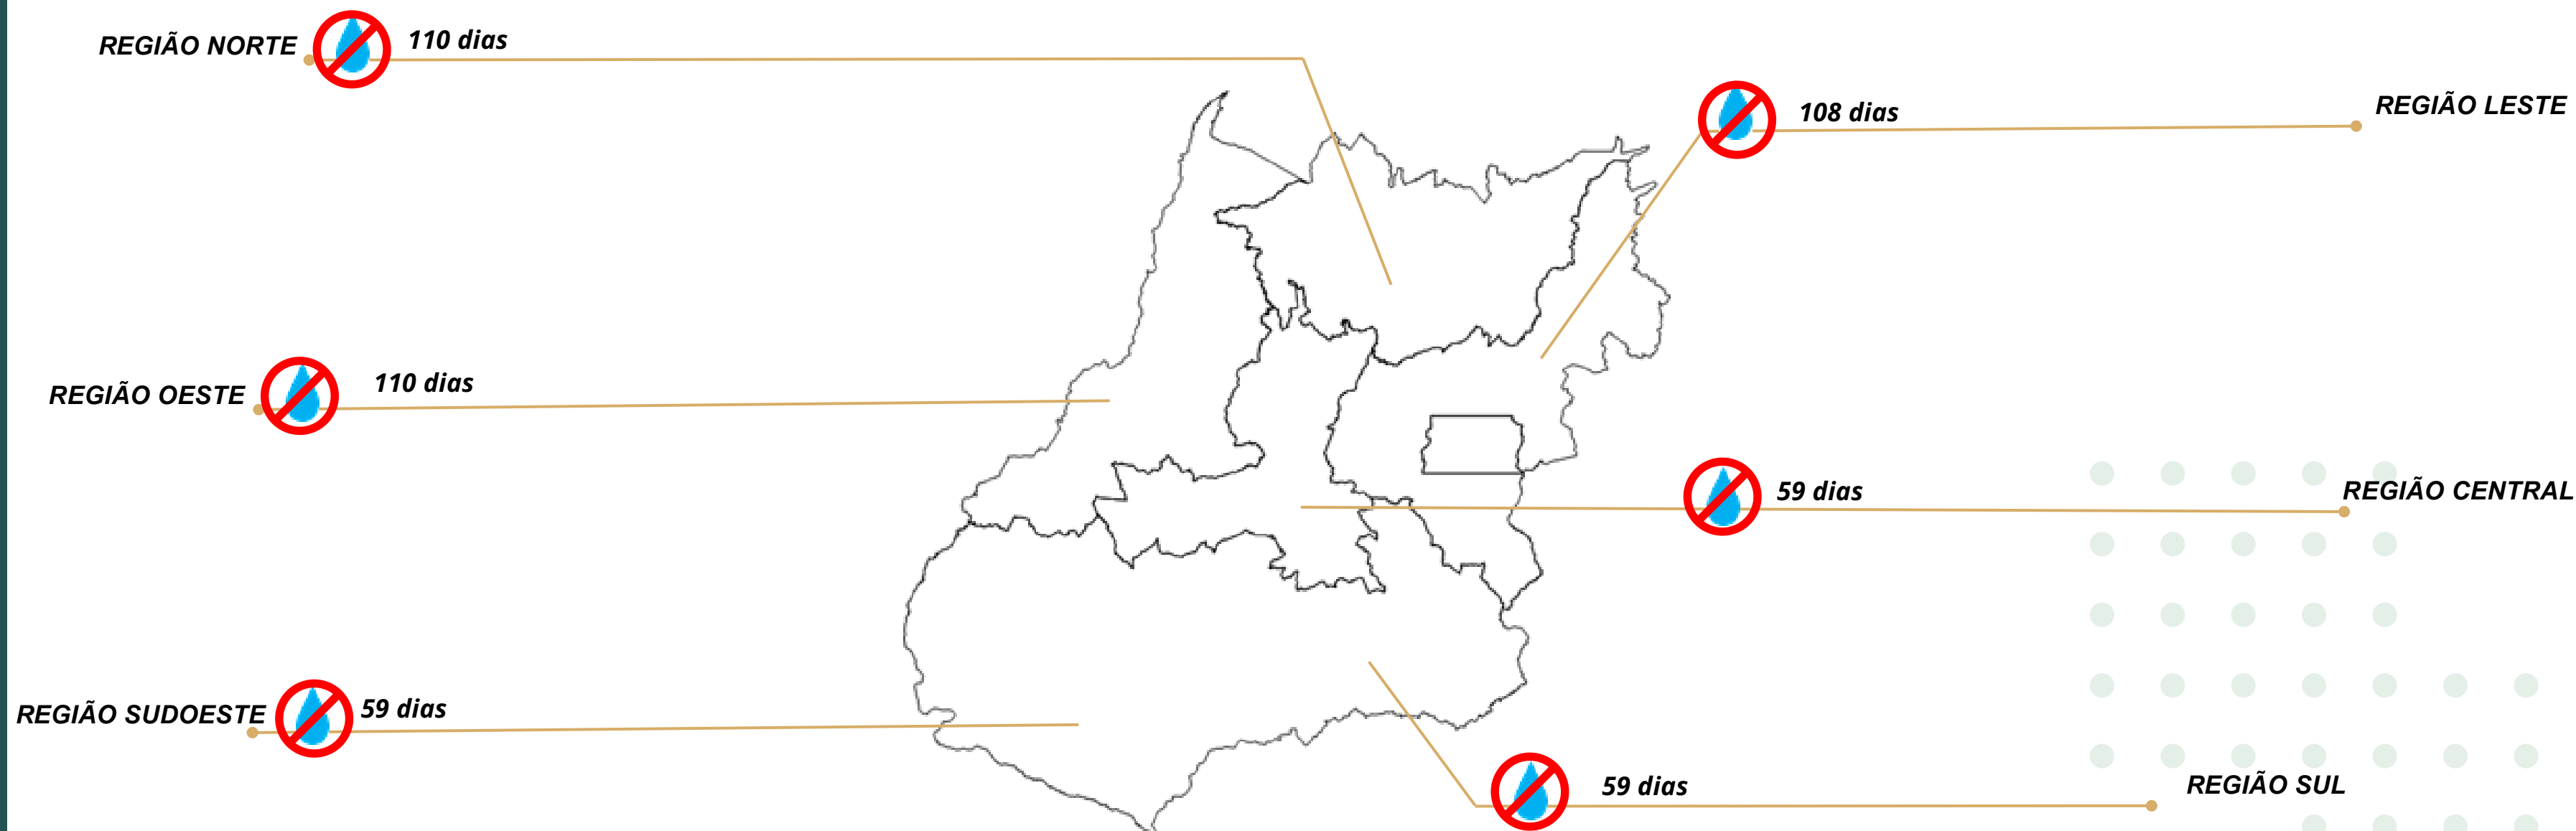 REGIÃO NORTE
110 dias
108 dias
REGIÃO LESTE
REGIÃO OESTE
110 dias
59 dias
REGIÃO CENTRAL
REGIÃO SUDOESTE
59 dias
59 dias
REGIÃO SUL